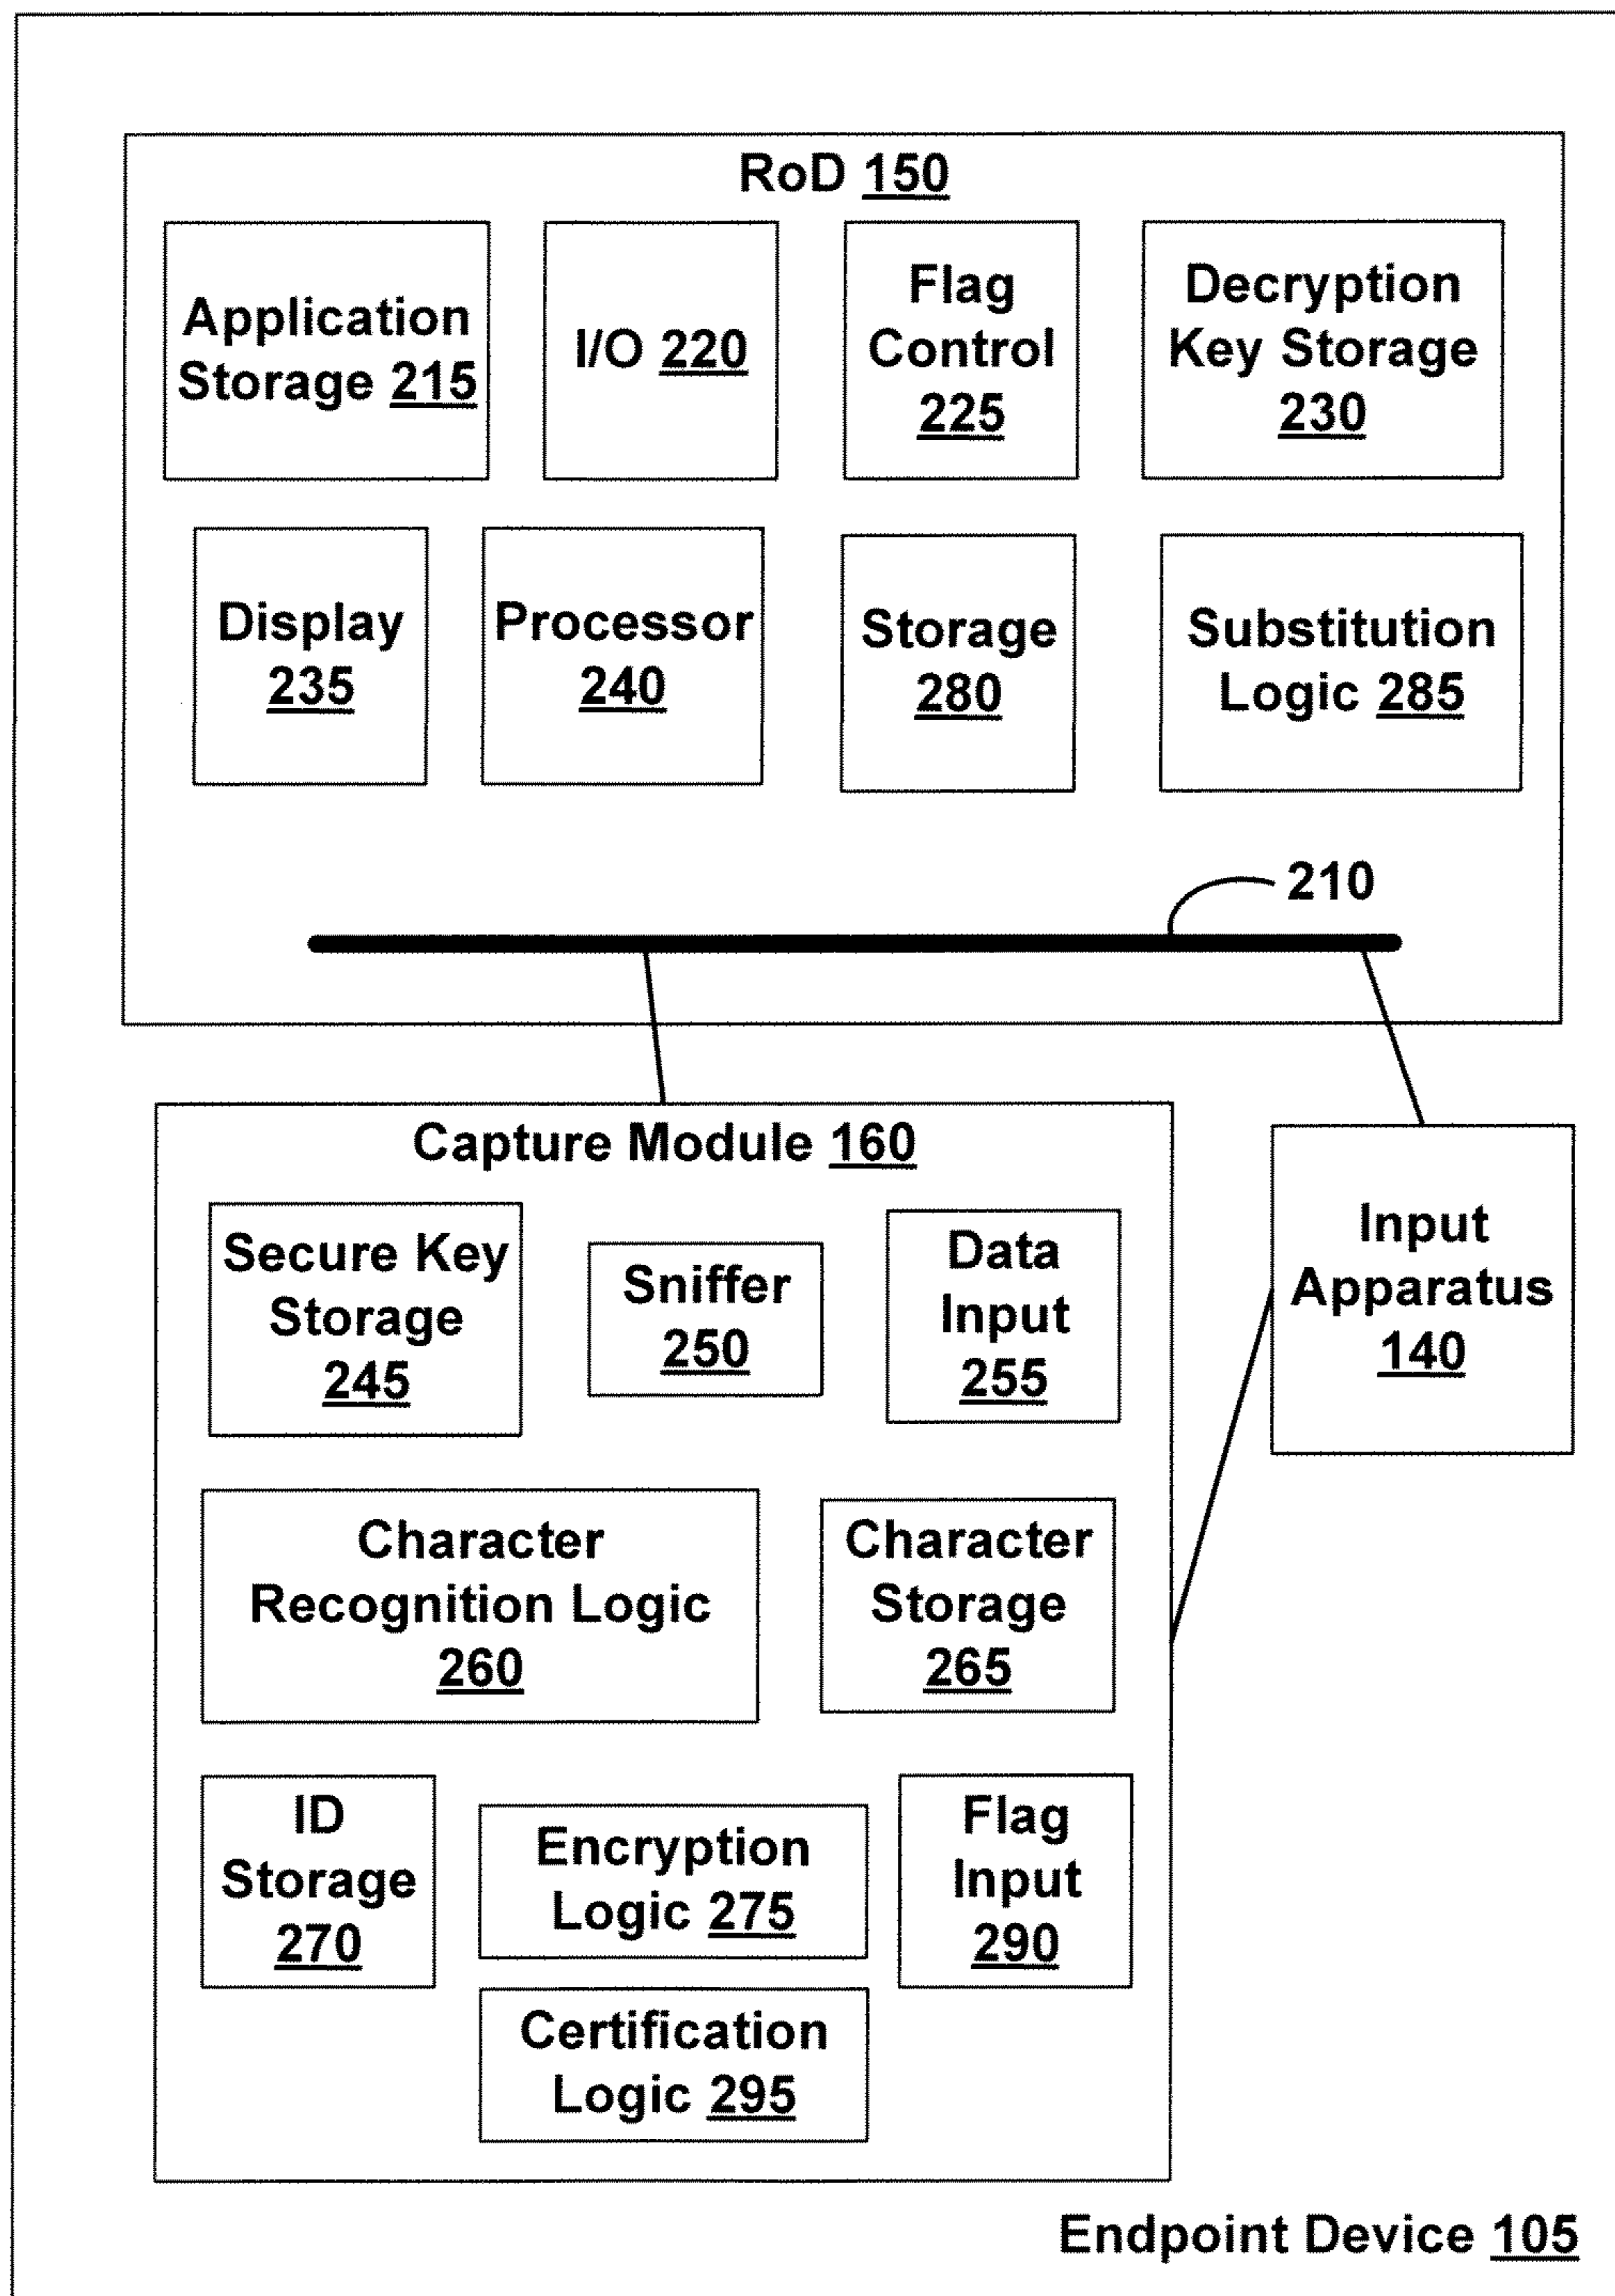 RoD 150
Application
Storage 215
I/O 220
Flag
Control
225
Decryption
Key Storage
230
Display
235
Processor
240
Storage
280
Substitution
Logic 285
210
Capture Module 160
Secure Key
Storage
245
Sniffer
250
Data
Input
255
Input
Apparatus
140
Character
Recognition Logic
260
Character
Storage
265
ID
Storage
270
Encryption
Logic 275
Flag
Input
290
Certification
Logic 295
Endpoint Device 105